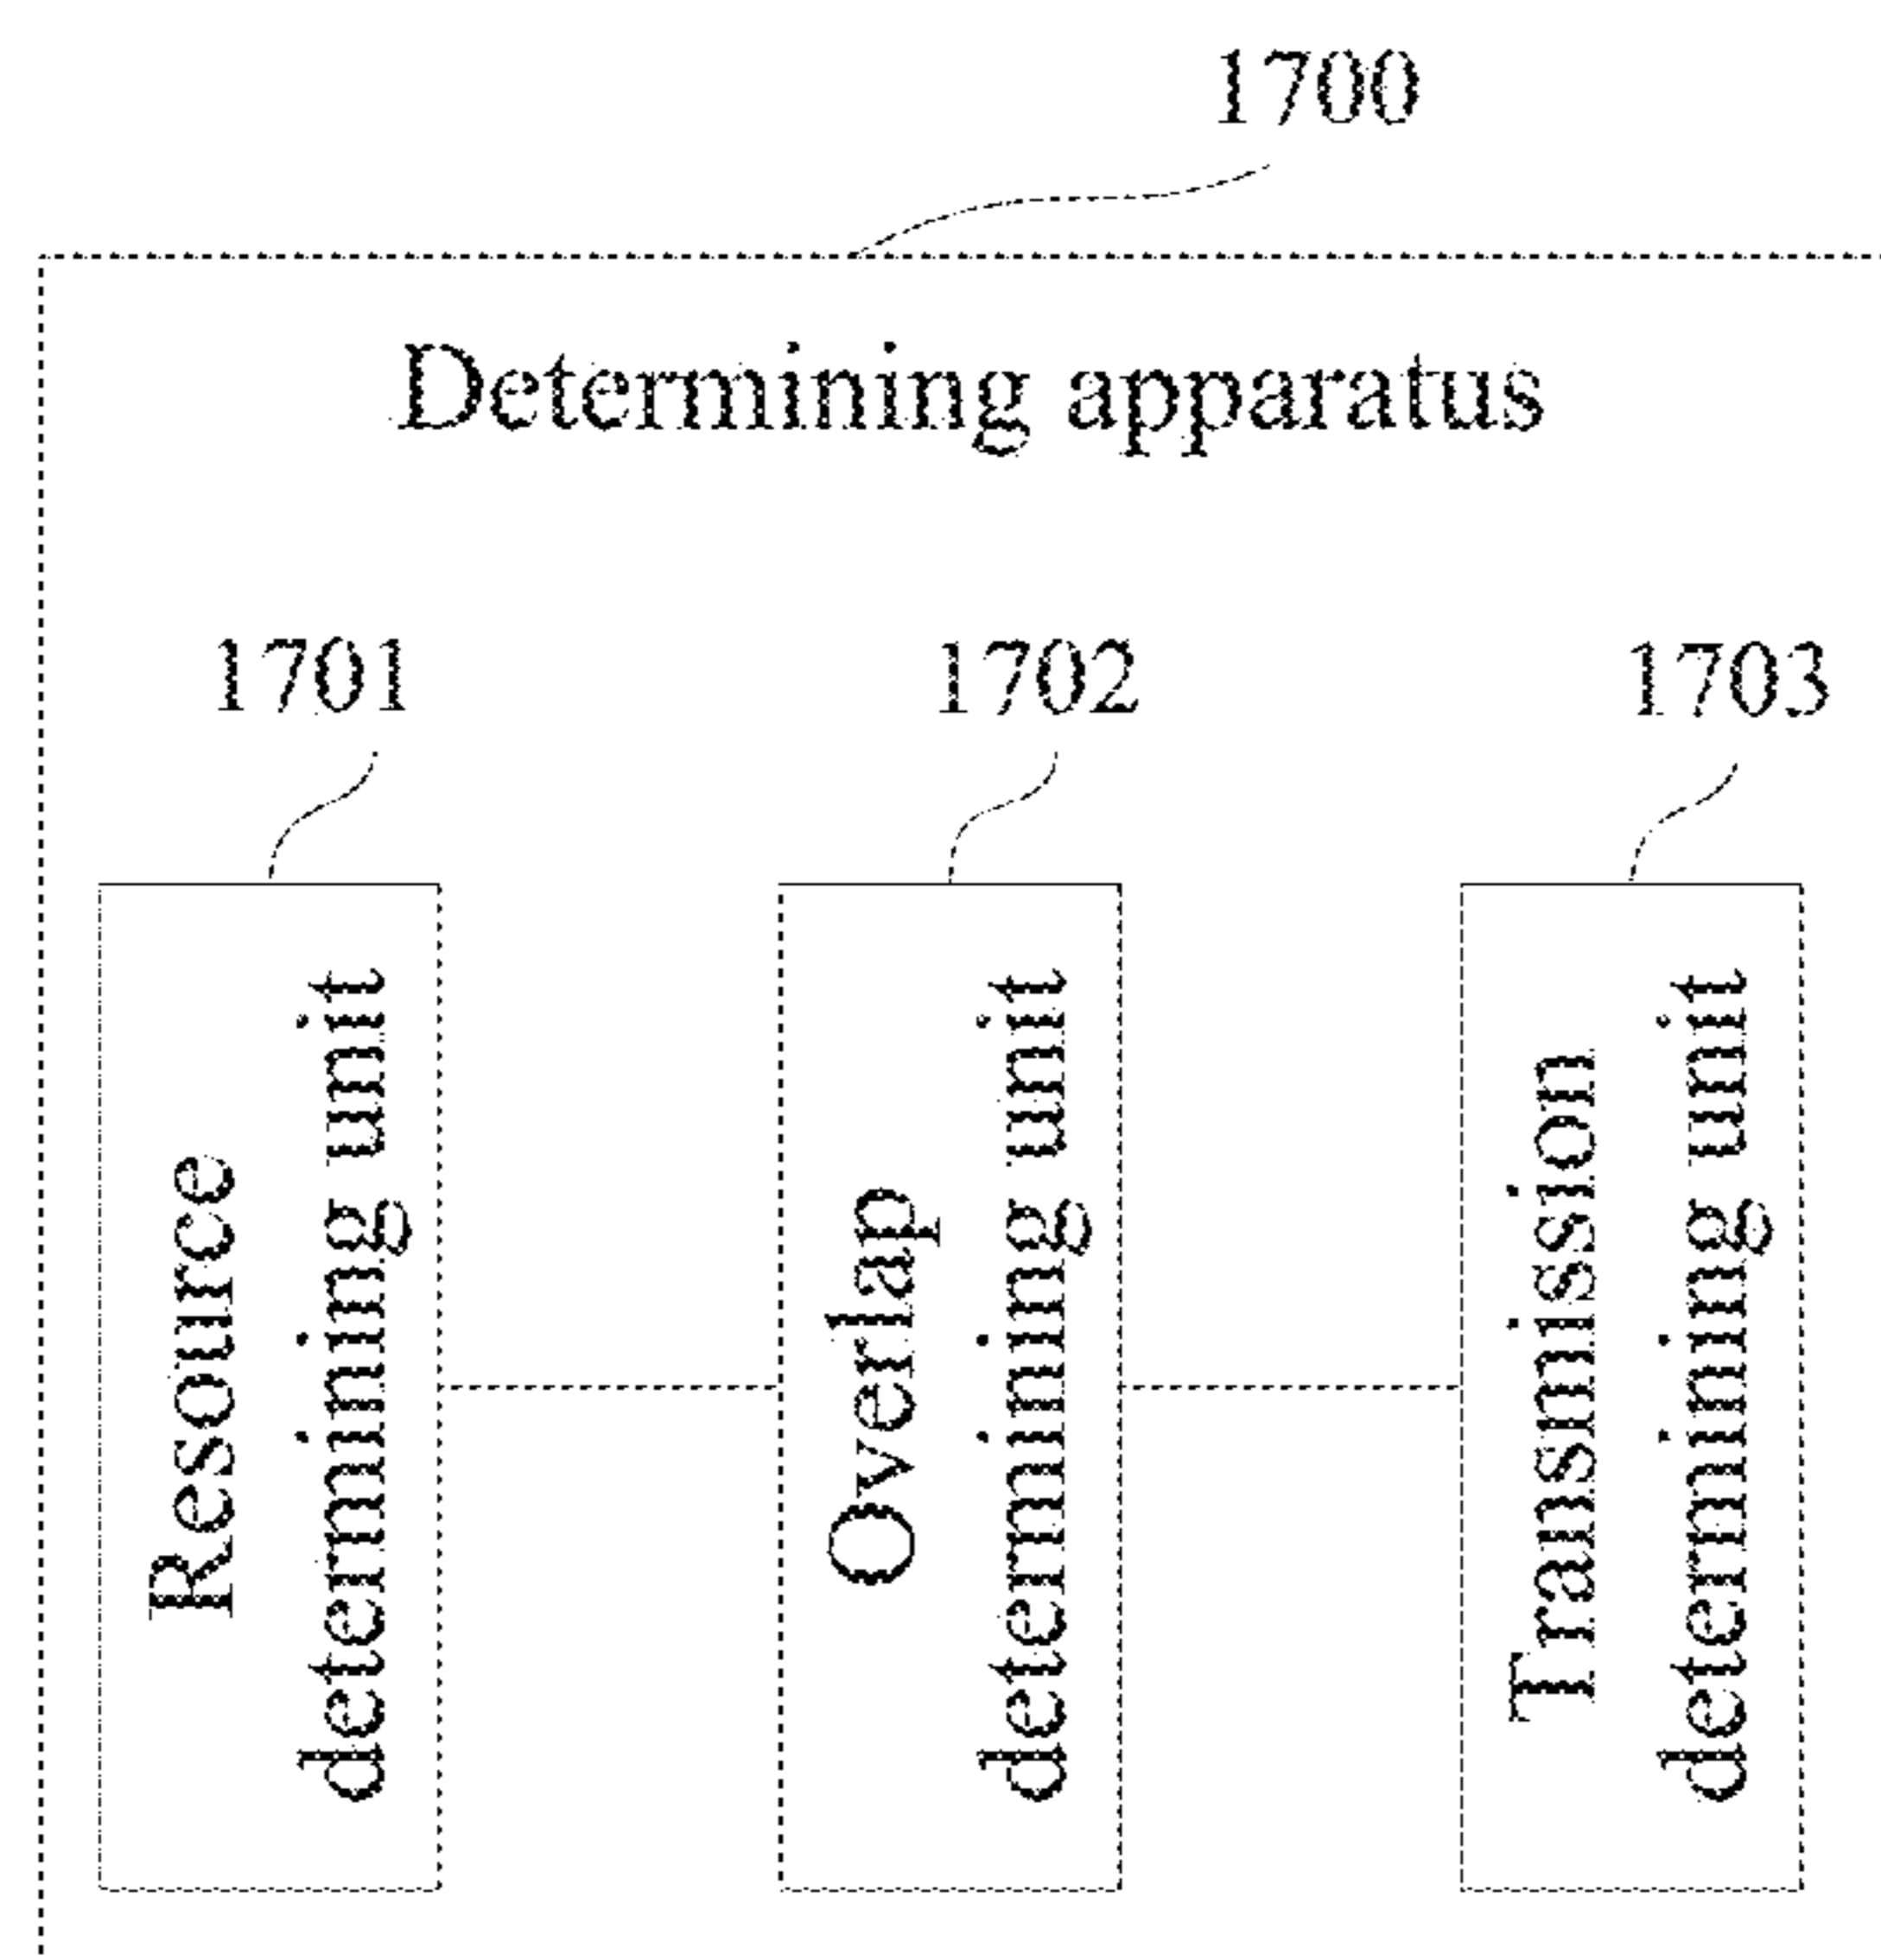 1700
Determining apparatus
1701
1702
1703
Resource
determining unit
Overlap
determining unit
Transmission
determining unit